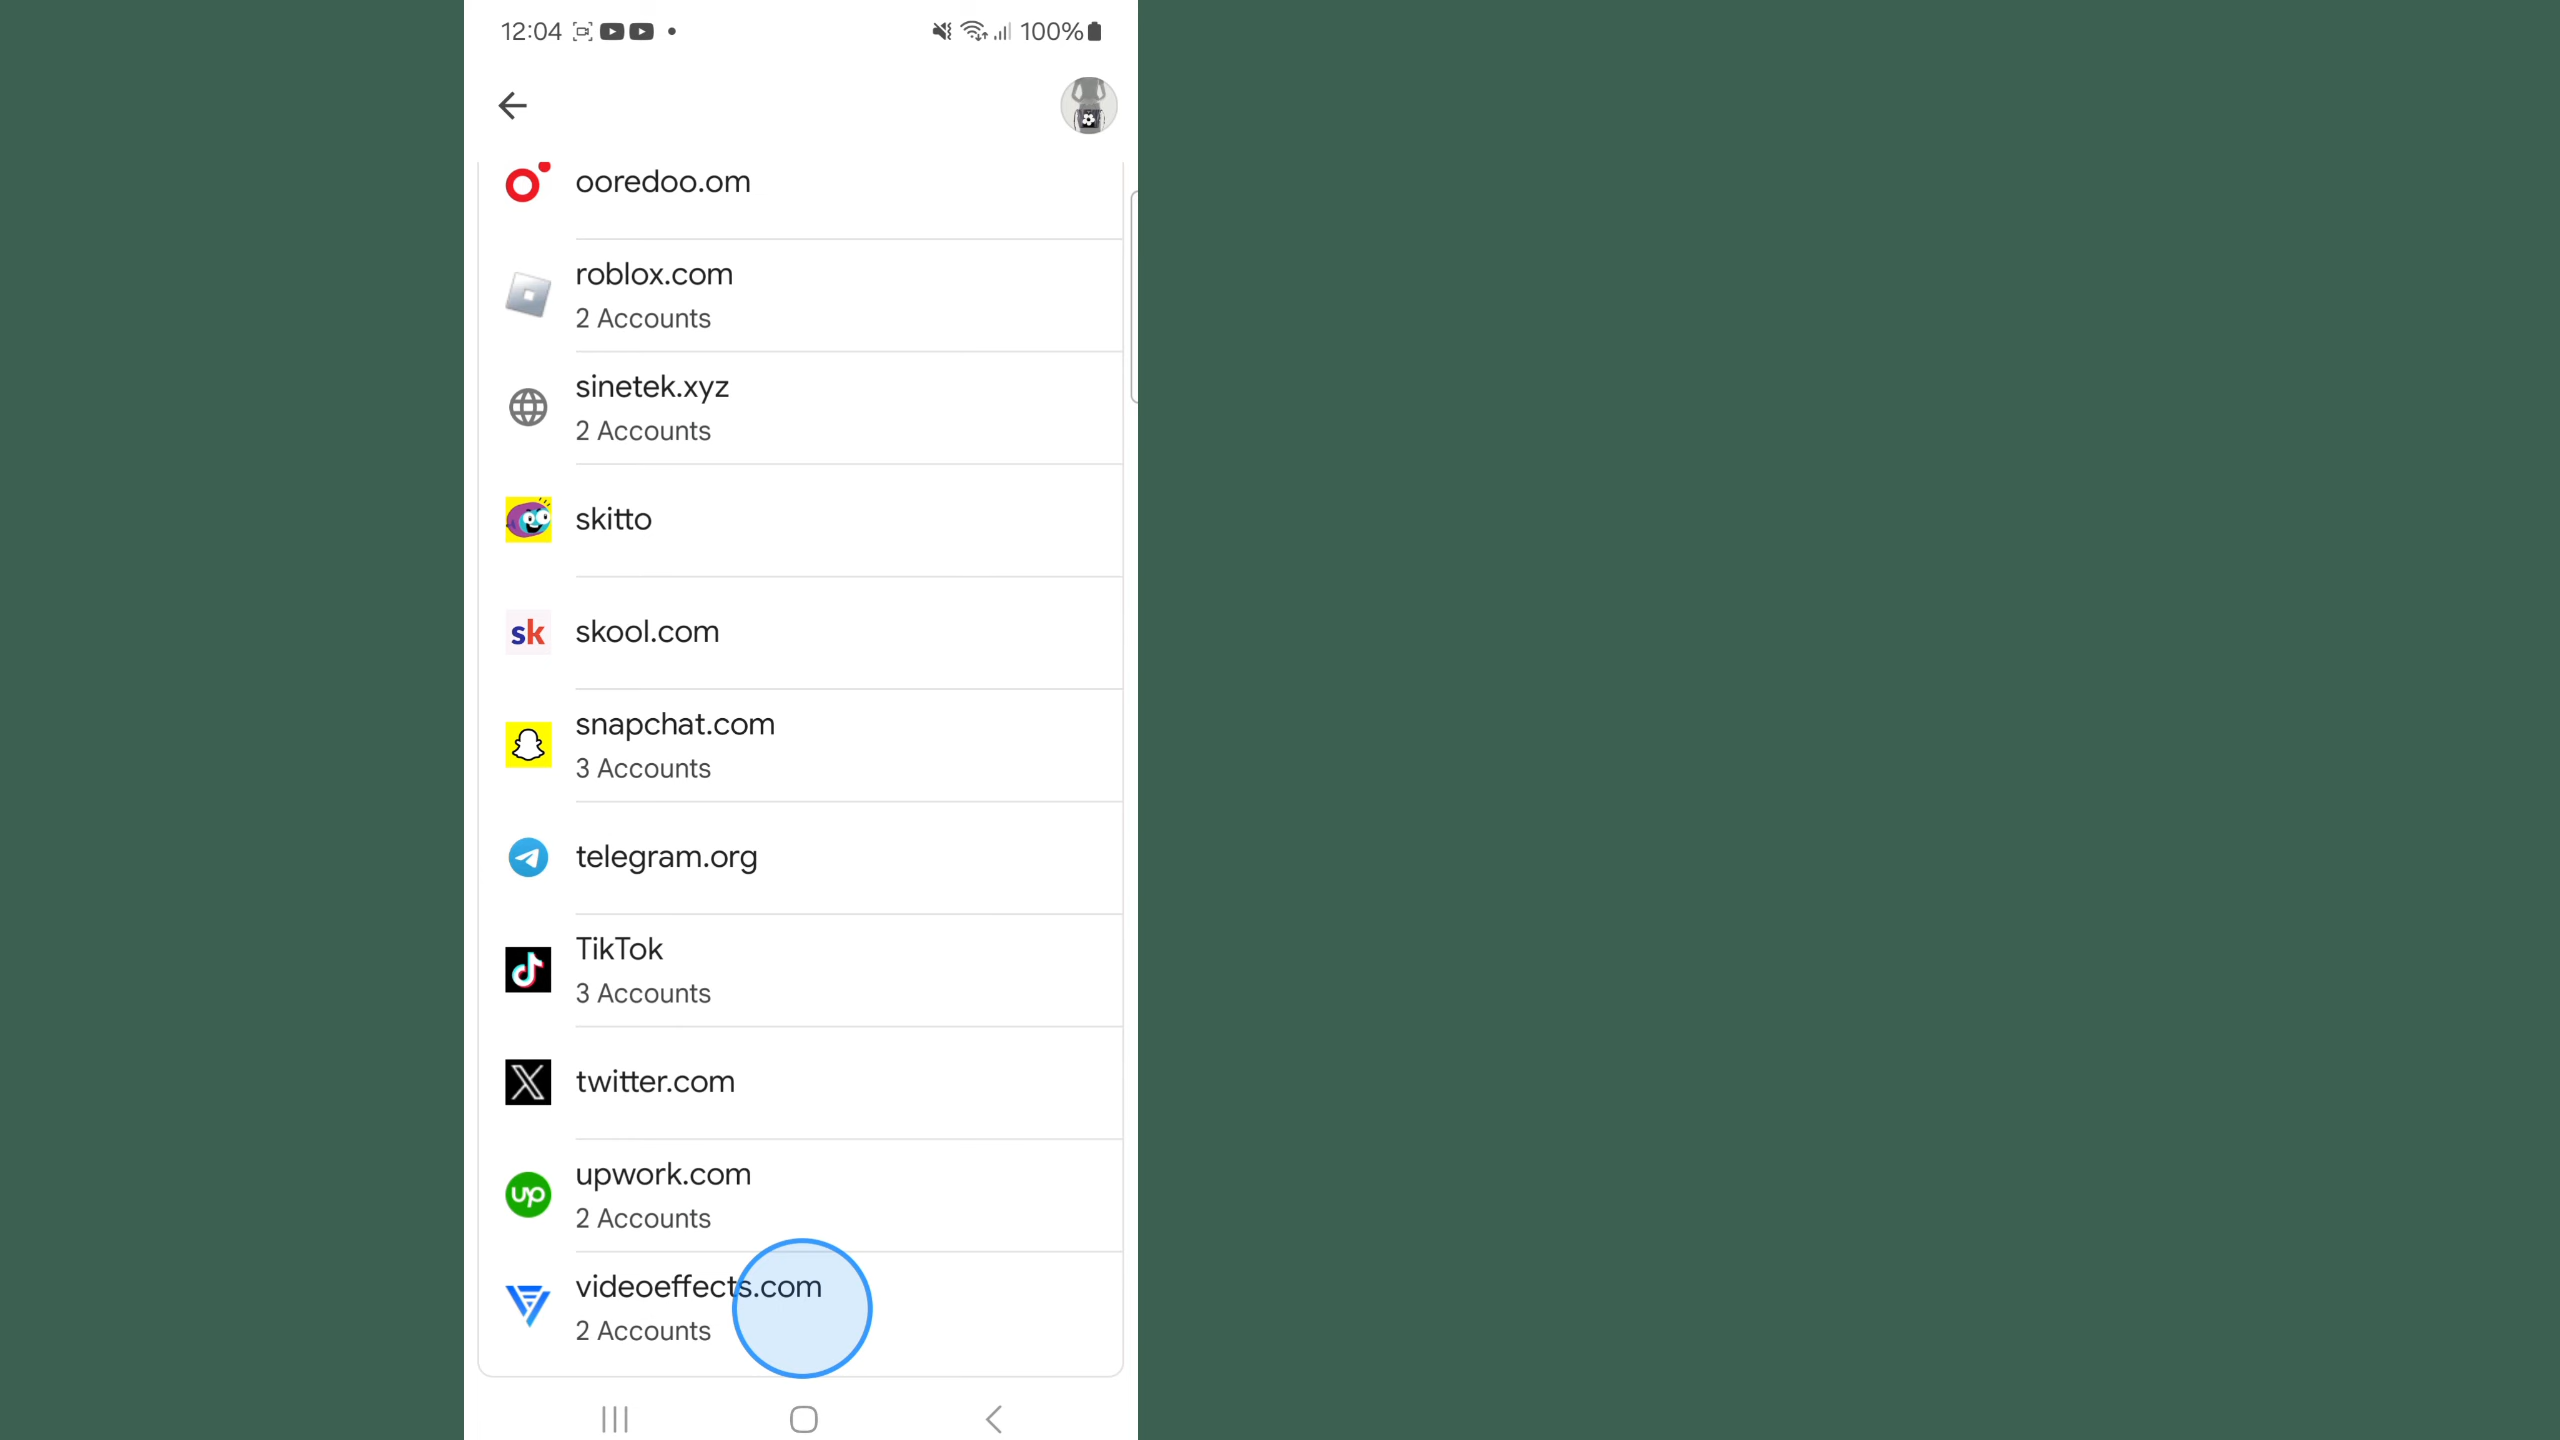 12:04
100%
ooredoo.om
roblox.com
2 Accounts
sinetek.xyz
2 Accounts
skitto
sk
skool.com
snapchat.com
3 Accounts
telegram.org
TikTok
3 Accounts
X
twitter.com
up
upwork.com
2 Accounts
videoeffects.com
2 Accounts